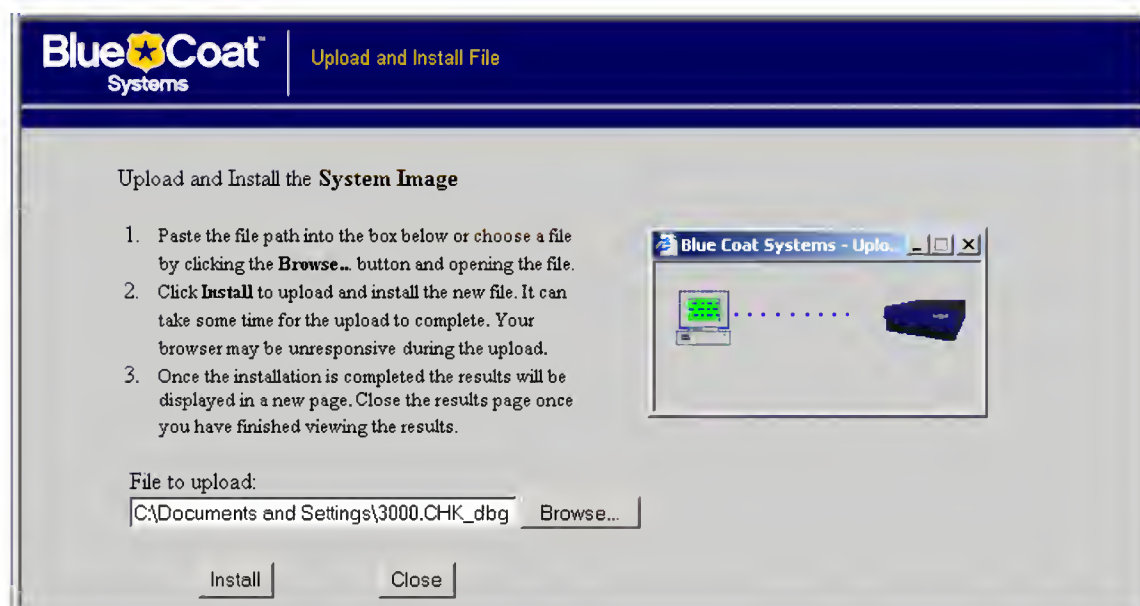 Blue Coat™
Systems
Upload and Install File
Upload and Install the System Image
1. Paste the file path into the box below or choose a file
by clicking the Browse... button and opening the file.
2. Click Install to upload and install the new file. It can
take some time for the upload to complete. Your
browser may be unresponsive during the upload.
3. Once the installation is completed the results will be
displayed in a new page. Close the results page once
you have finished viewing the results.
Blue Coat Systems - Uplo...
File to upload:
C:\Documents and Settings\3000.CHK_dbg
Browse...
Install
Close